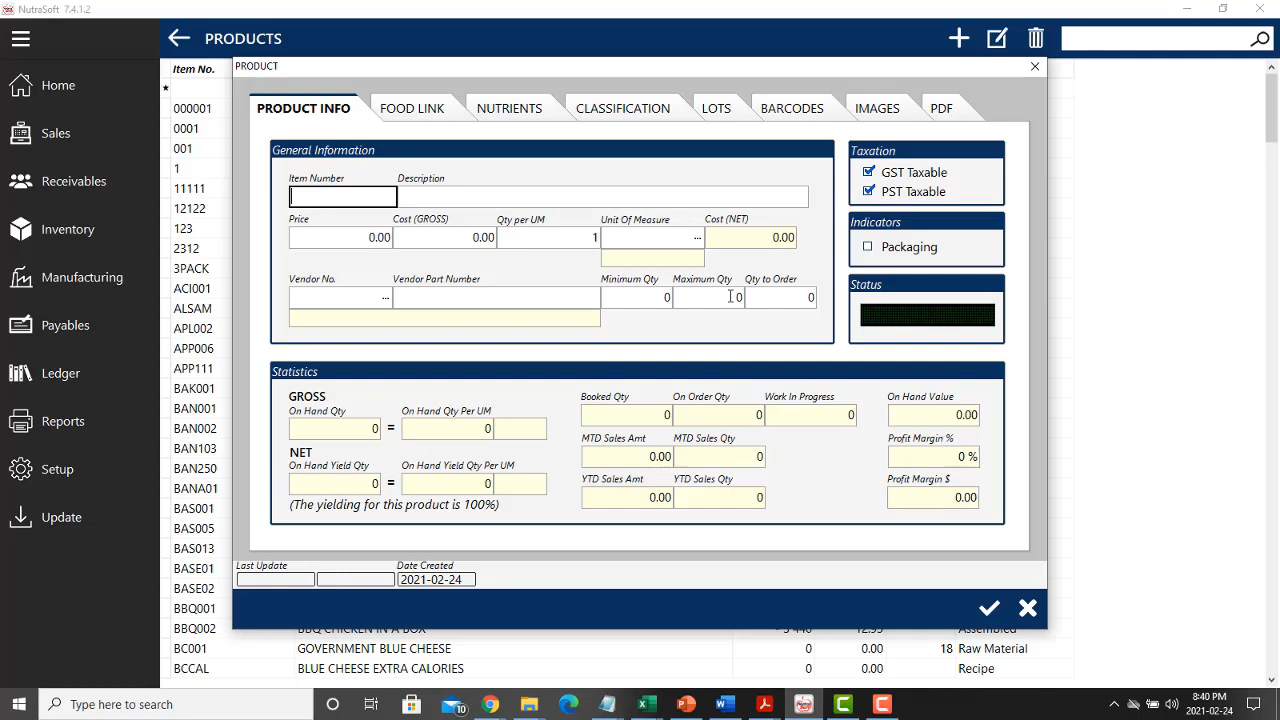 NutraSoft 7.4.1.2
PRODUCTS
Home
Sales
Receivables
Inventory
Manufacturing
Payables
Ledger
Reports
Setup
Update
Item No.
*
000001
0001
001
1
11111
12122
123
2312
3PACK
ACI001
ALSAM
APL002
APP006
APP111
BAK001
BAN001
BAN002
BAN103
BAN250
BANA01
BAS001
BAS005
BAS013
BASE01
BASE02
BBQ001
BBQ002 BBQ CHICKEN IN A BOX 12.95 Assembled
BC001 GOVERNMENT BLUE CHEESE 0 0.00 18 Raw Material
BCCAL BLUE CHEESE EXTRA CALORIES 0 0.00 Recipe
PRODUCT
PRODUCT INFO FOOD LINK NUTRIENTS CLASSIFICATION LOTS BARCODES IMAGES PDF
General Information
Item Number Description
Price Cost (GROSS) Qty per UM Unit Of Measure Cost (NET)
0.00 0.00 1 ... 0.00
Vendor No. Vendor Part Number Minimum Qty Maximum Qty Qty to Order
... 0 0 0
Taxation
GST Taxable
PST Taxable
Indicators
Packaging
Status
Statistics
GROSS
On Hand Qty On Hand Qty Per UM
0 = 0
NET
On Hand Yield Qty On Hand Yield Qty Per UM
0 = 0
(The yielding for this product is 100%)
Booked Qty On Order Qty Work In Progress
0 0 0
MTD Sales Amt MTD Sales Qty
0.00 0
YTD Sales Amt YTD Sales Qty
0.00 0
On Hand Value
0.00
Profit Margin %
0 %
Profit Margin $
0.00
Last Update Date Created
2021-02-24
Type here to search
10
8:40 PM
2021-02-24